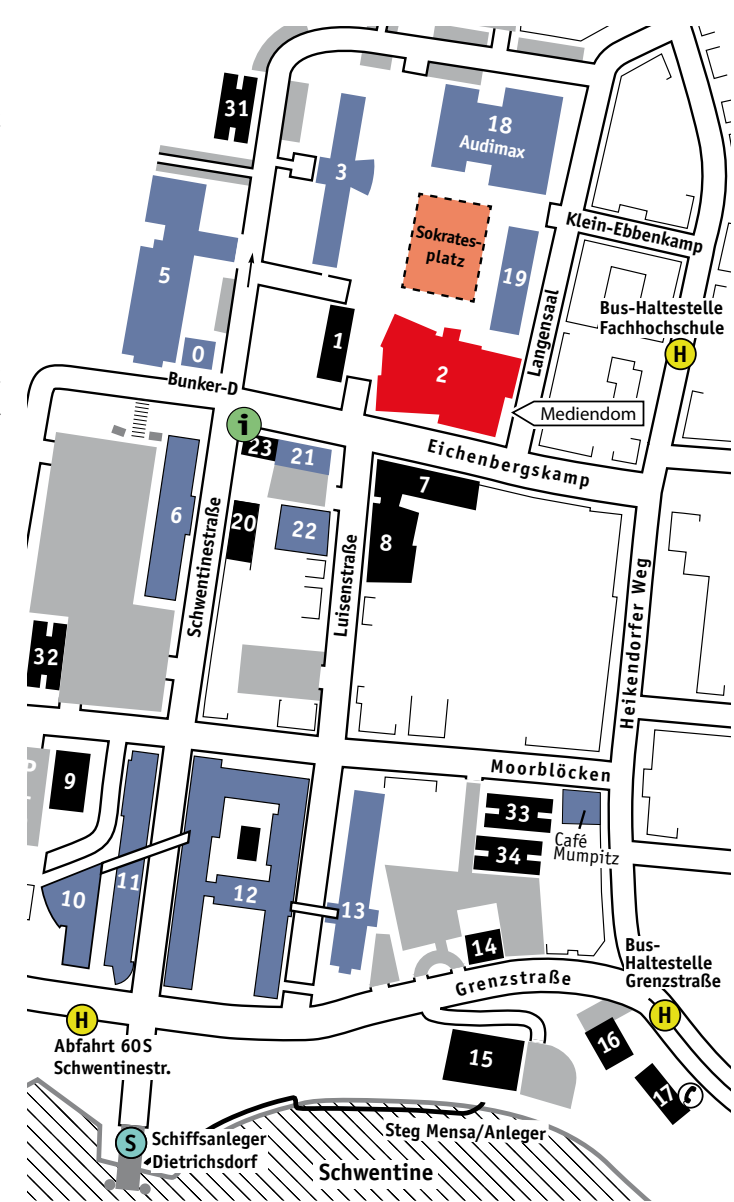 31
18
Audimax
3
Klein-Ebbenkamp
Sokrates-
platz
5
19
Langensaal
Bus-Haltestelle
Fachhochschule
H
0
1
2
Bunker-D
Mediendom
i
Eichenbergskamp
23
21
7
6
20
22
8
Schwentinestraße
Luisenstraße
Heikendorfer Weg
32
Moorblöcken
P
9
33
34
Café
Mumpitz
10
11
12
13
14
Bus-
Haltestelle
Grenzstraße
Grenzstraße
H
H
Abfahrt 60S
Schwentinestr.
15
16
17
S
Schiffsanleger
Dietrichsdorf
Steg Mensa/Anleger
Schwentine